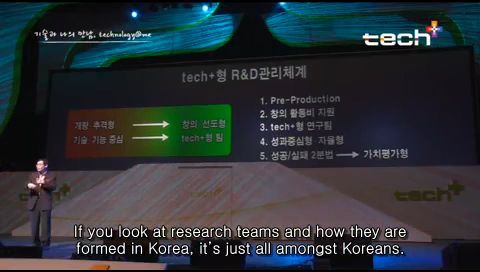 기술과 나의 만남, technology@me
tech+
tech+형 R&D관리체계
개량·추격형 → 창의·선도형
기술·기능 중심 → tech+형 팀
1. Pre-Production
2. 창의 활동비 지원
3. tech+형 연구팀
4. 성과중심형·자율형
5. 성공/실패 2분법 → 가치평가형
tech+
If you look at research teams and how they are
formed in Korea, it's just all amongst Koreans.